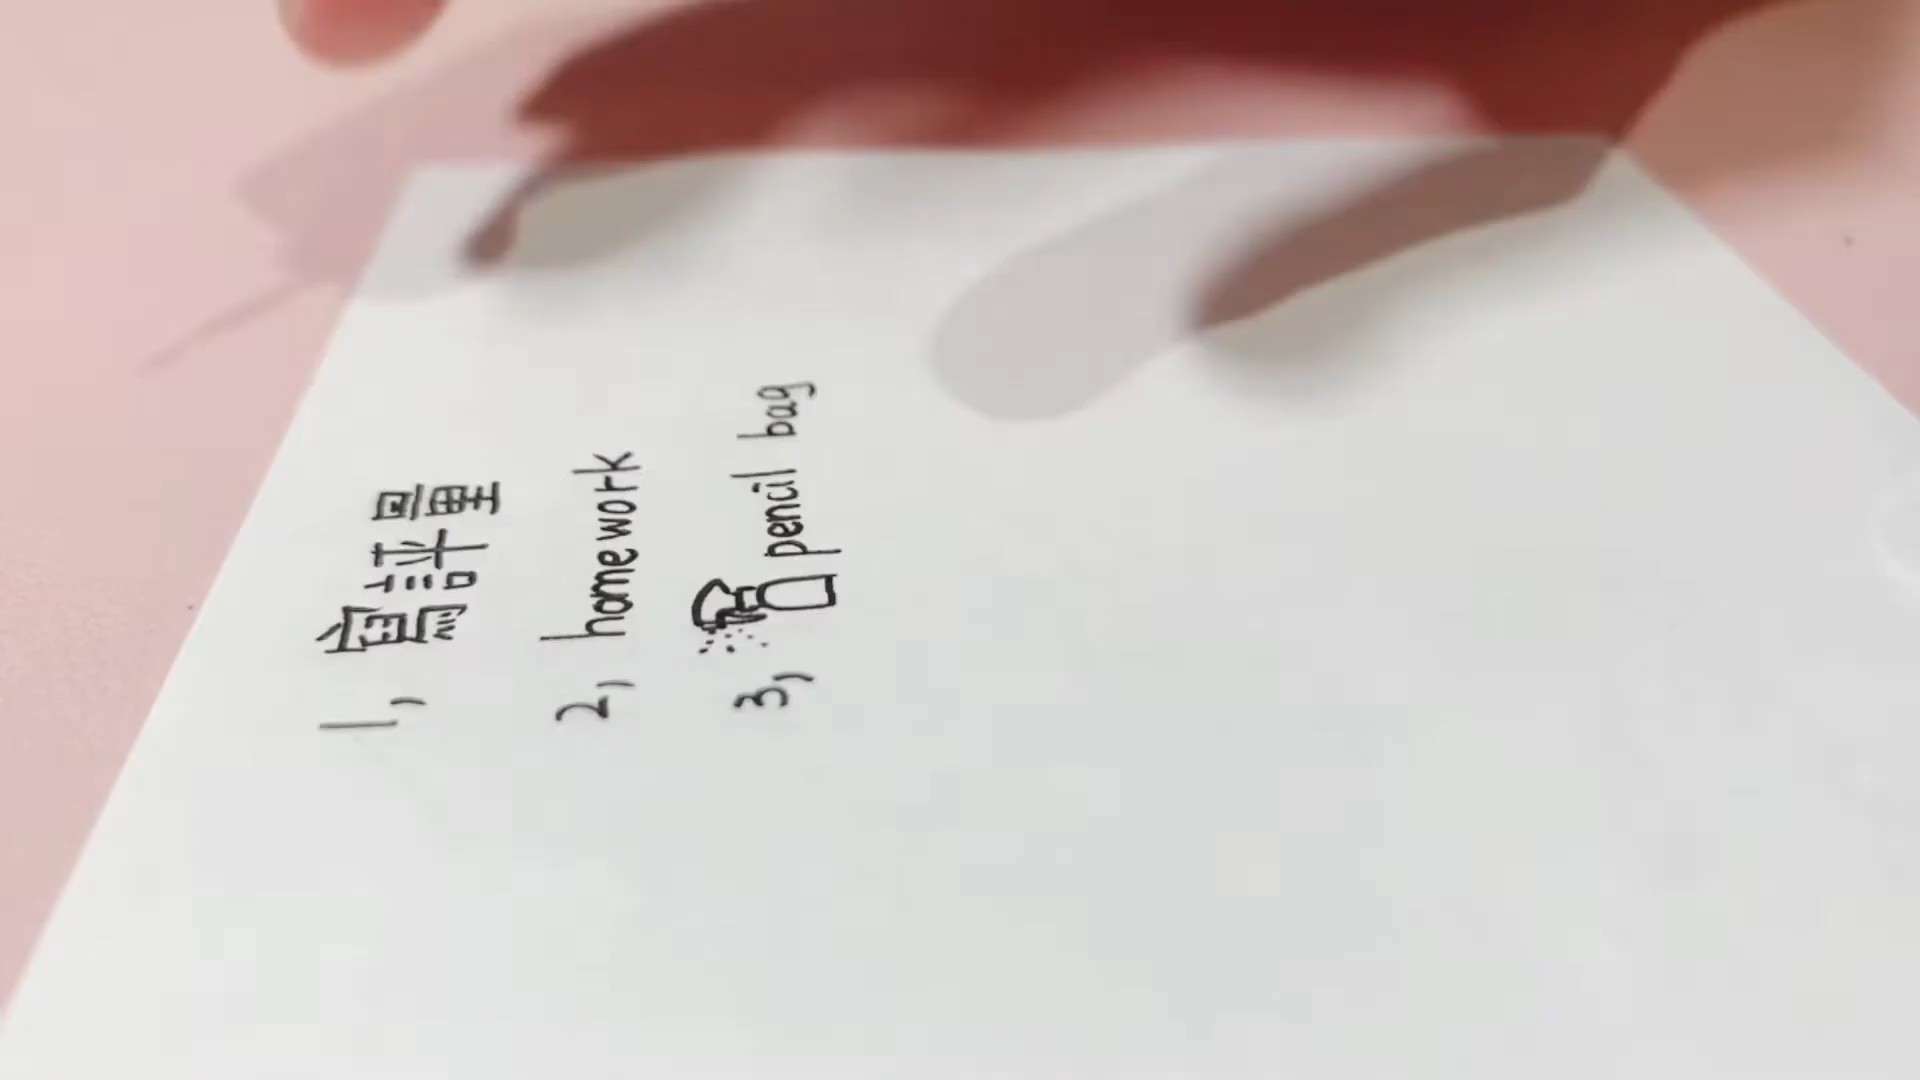 1, 寫評量
2, homework
3, pencil bag